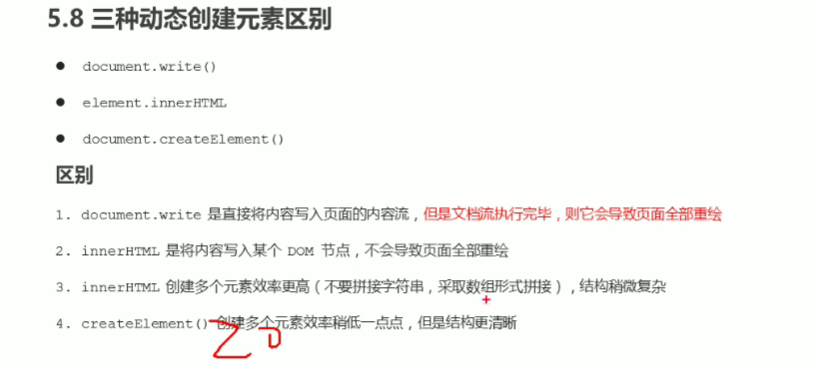 5.8 三种动态创建元素区别
● document.write()
● element.innerHTML
● document.createElement()
区别
1. document.write 是直接将内容写入页面的内容流，但是文档流执行完毕，则它会导致页面全部重绘
2. innerHTML 是将内容写入某个 DOM 节点，不会导致页面全部重绘
3. innerHTML 创建多个元素效率更高（不要拼接字符串，采取数组形式拼接），结构稍微复杂
4. createElement() 创建多个元素效率稍低一点点，但是结构更清晰